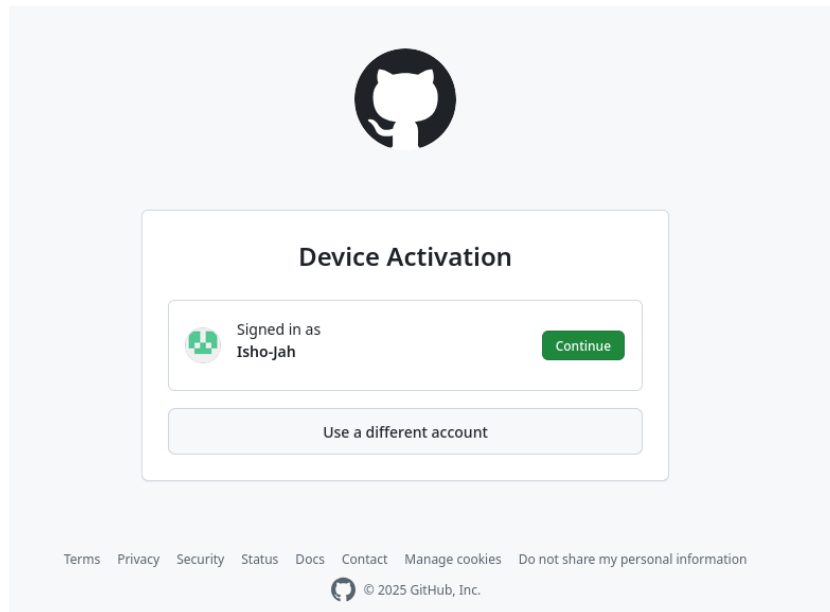 Device Activation
Signed in as
Isho-Jah
Continue
Use a different account
Terms Privacy Security Status Docs Contact Manage cookies Do not share my personal information
© 2025 GitHub, Inc.